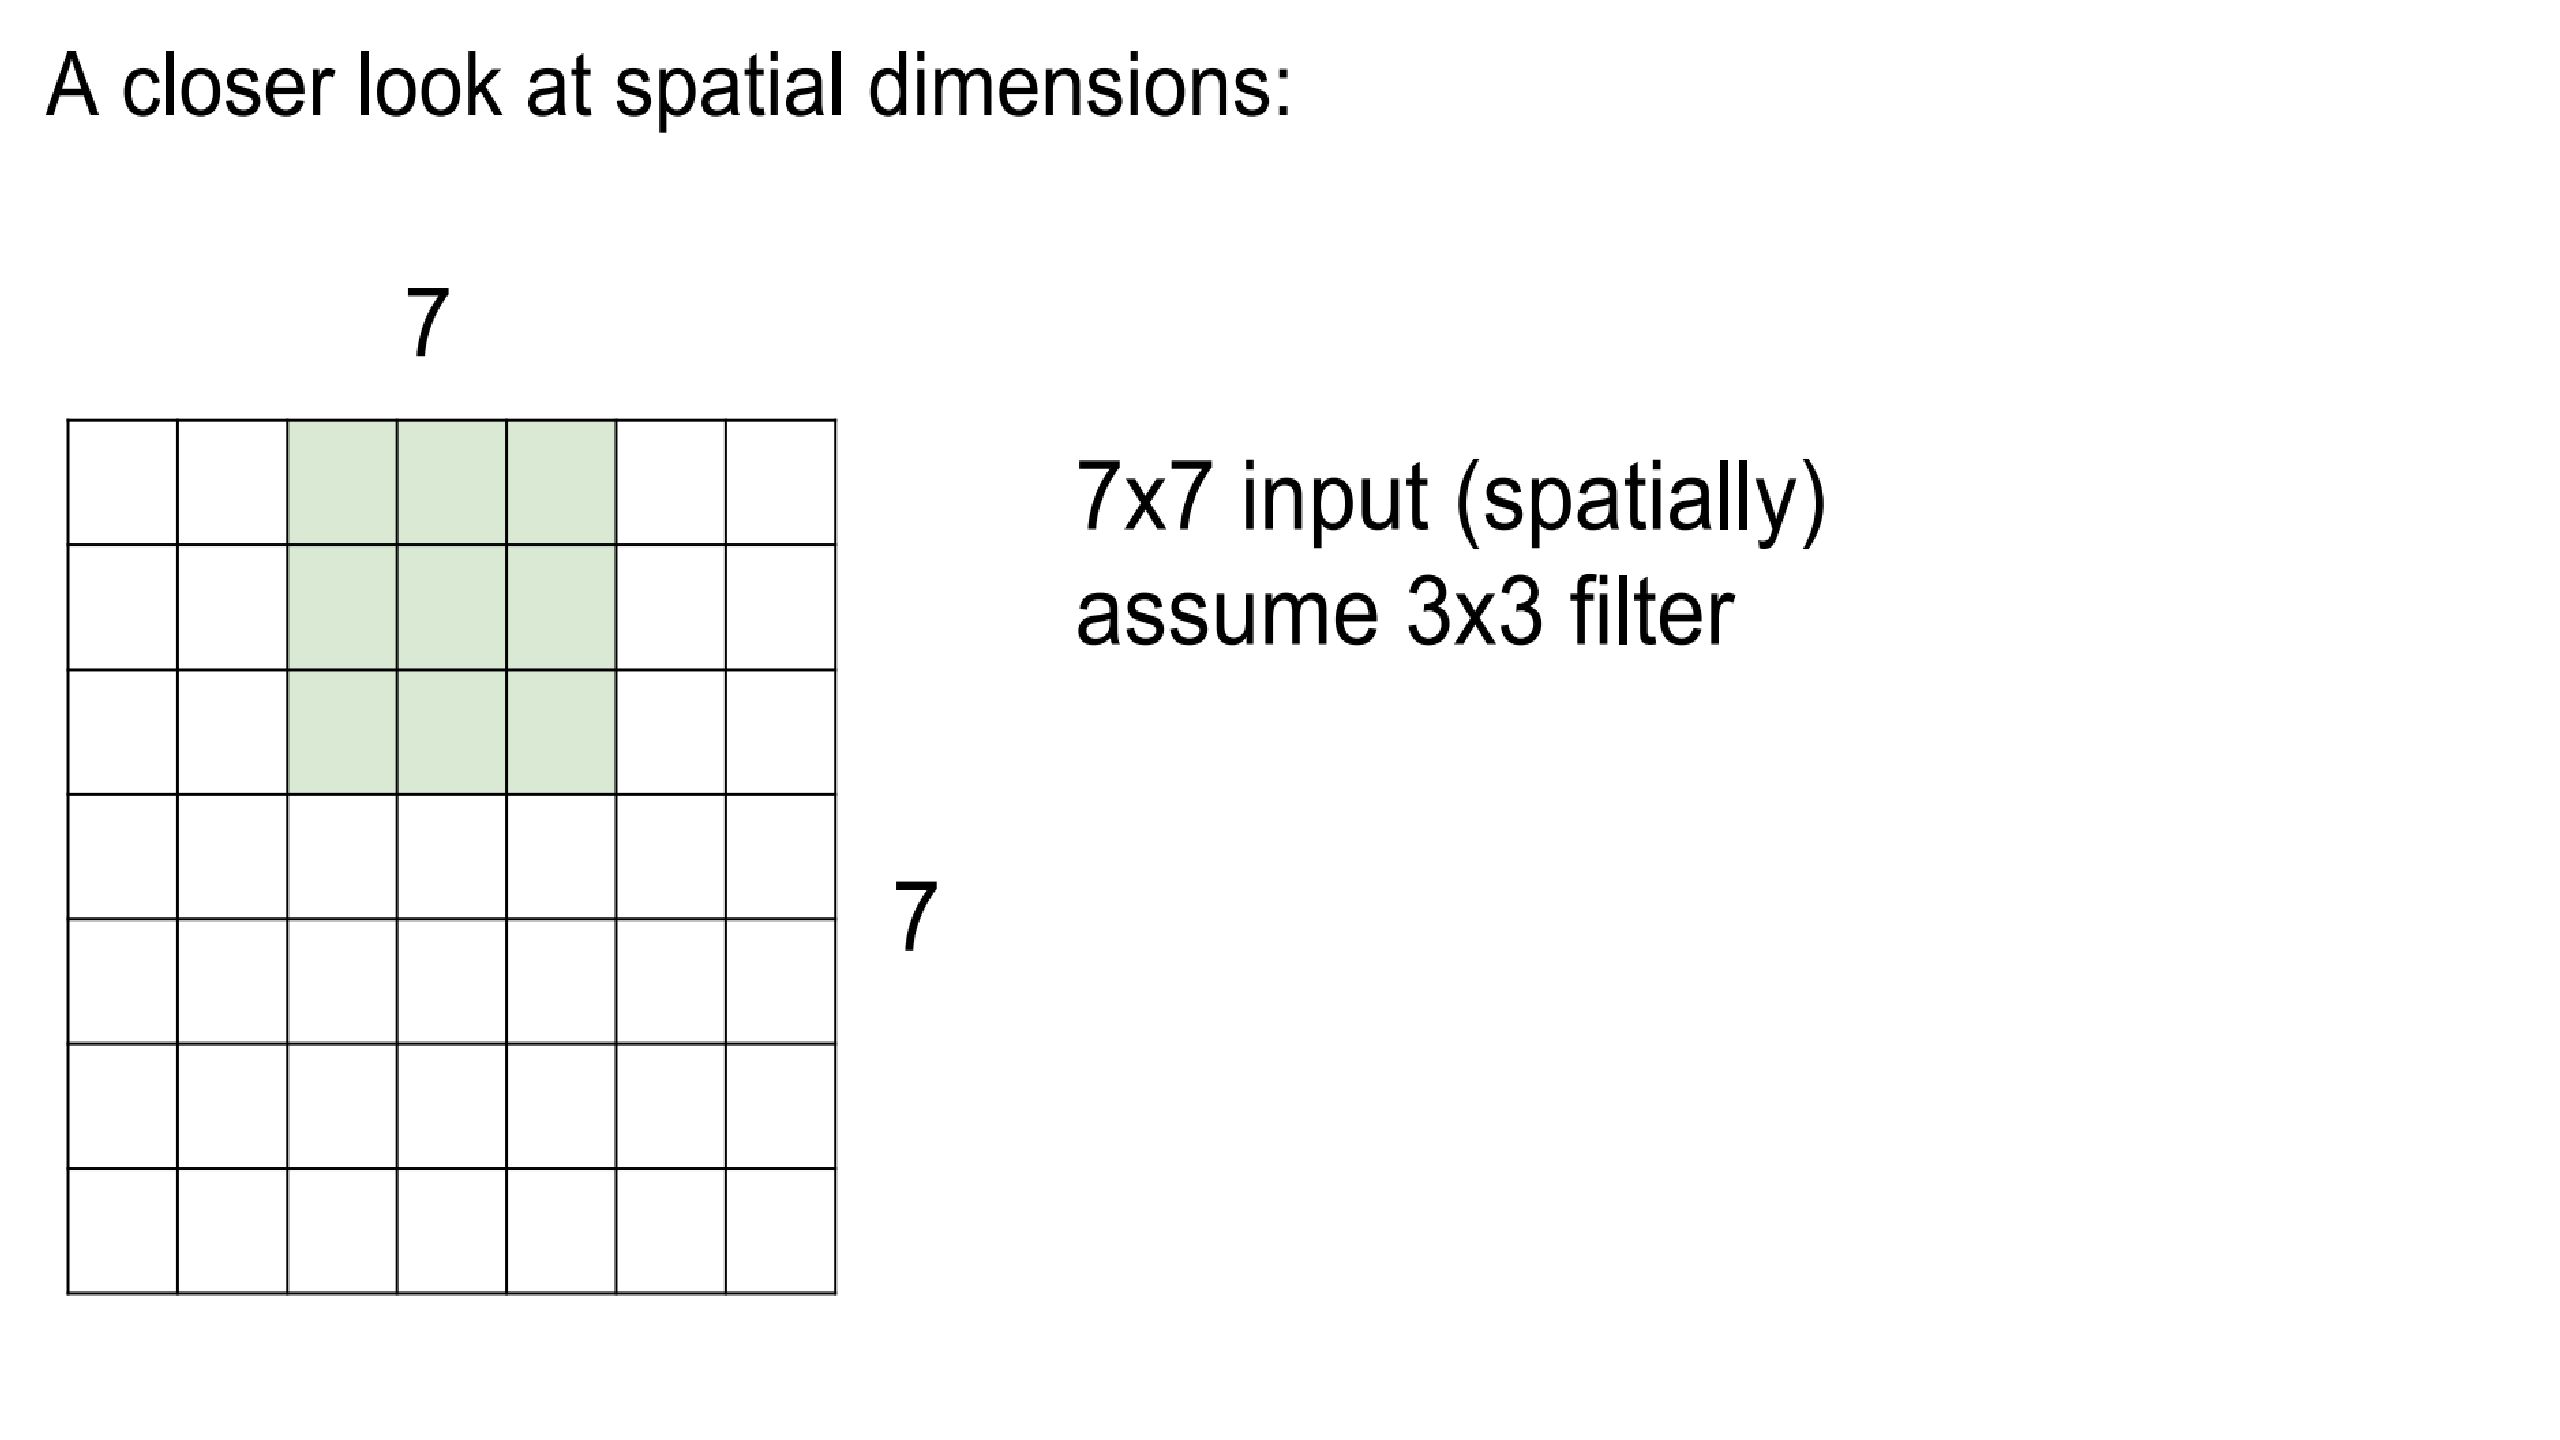 A closer look at spatial dimensions:
7
7x7 input (spatially)
assume 3x3 filter
7